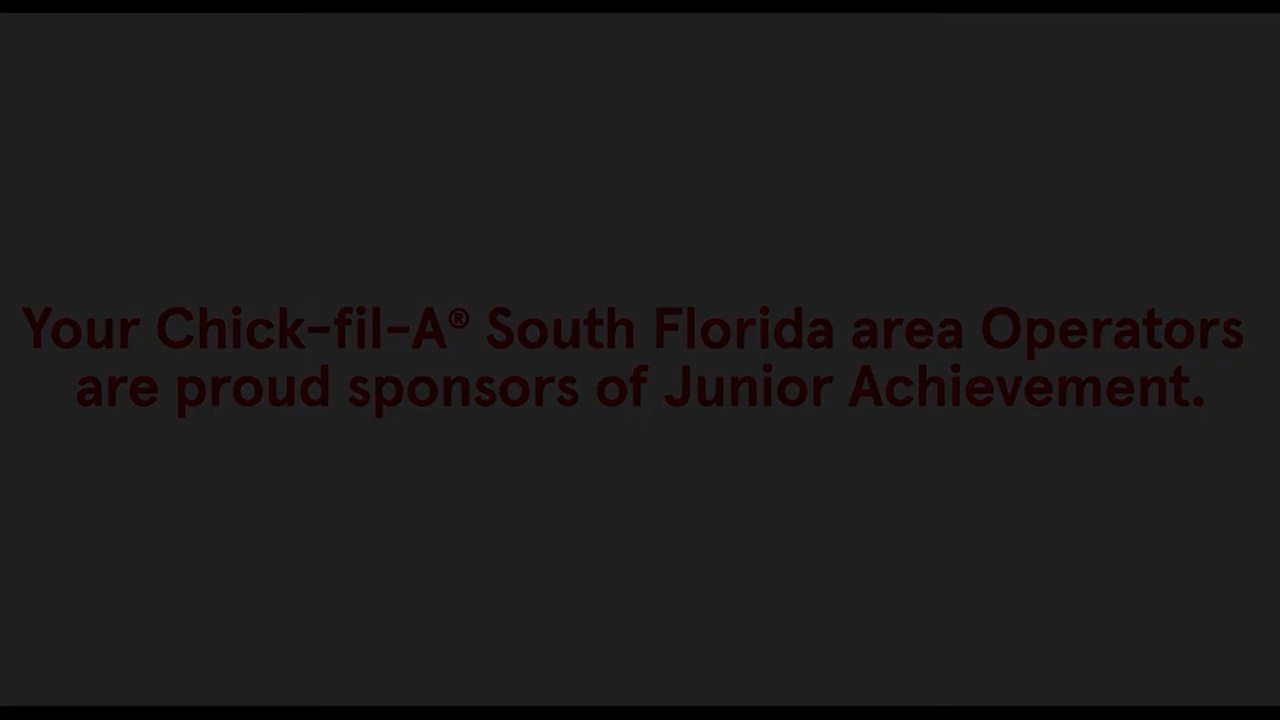 Your Chick-fil-A® South Florida area Operators
are proud sponsors of Junior Achievement.